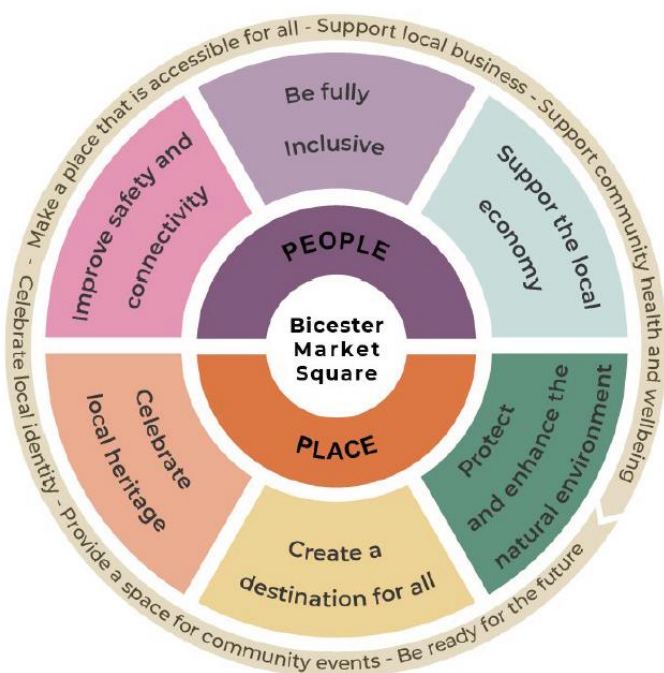 Celebrate local identity - Make a place that is accessible for all - Support local business - Support community health and wellbeing
Be fully
Inclusive
Improve safety and
connectivity
Suppor the local
economy
PEOPLE
Bicester
Market
Square
PLACE
Celebrate
local heritage
Protect
and enhance the
natural environment
Create a
destination for all
- Provide a space for community events - Be ready for the future